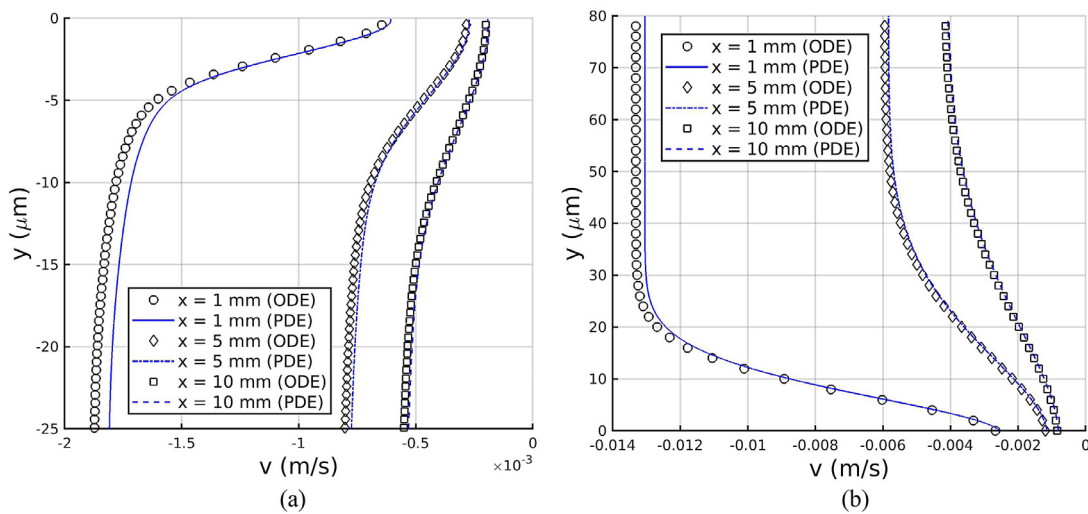 0
-5
-10
-15
-20
-25
y (μm)
x = 1 mm (ODE)
x = 1 mm (PDE)
x = 5 mm (ODE)
x = 5 mm (PDE)
x = 10 mm (ODE)
x = 10 mm (PDE)
-2 -1.5 -1 -0.5 0
×10⁻³
v (m/s)
(a)
80
70
60
50
40
30
20
10
0
y (μm)
x = 1 mm (ODE)
x = 1 mm (PDE)
x = 5 mm (ODE)
x = 5 mm (PDE)
x = 10 mm (ODE)
x = 10 mm (PDE)
-0.014 -0.012 -0.01 -0.008 -0.006 -0.004 -0.002 0
v (m/s)
(b)